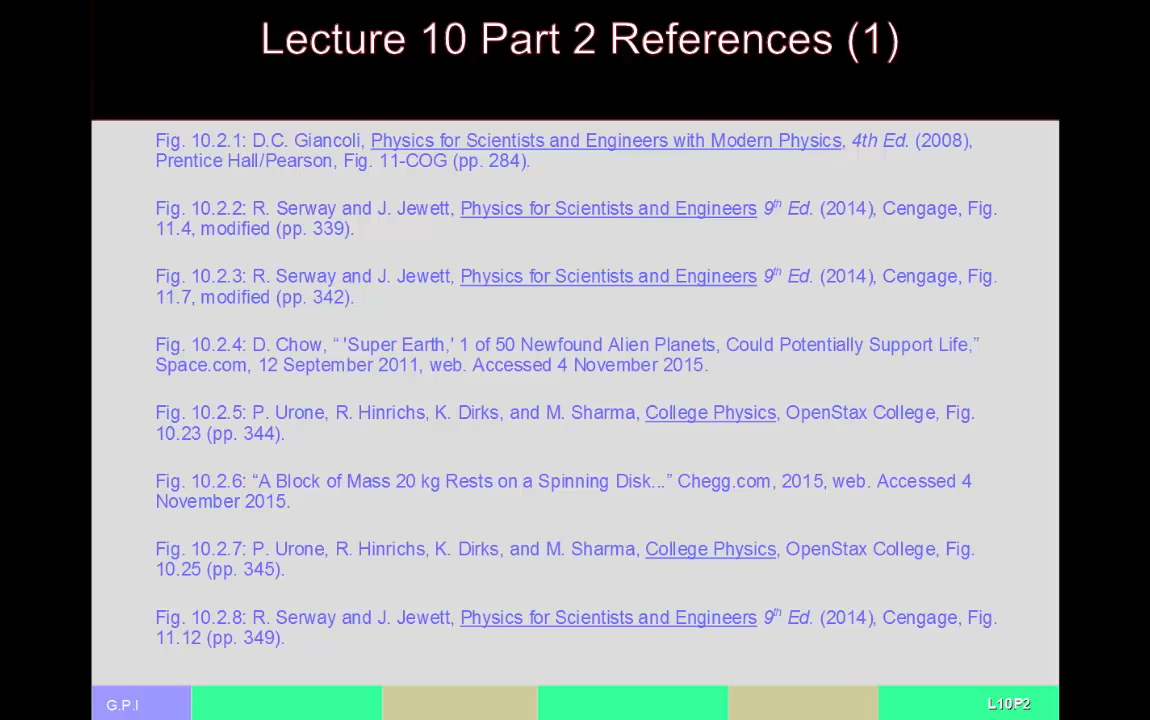 Lecture 10 Part 2 References (1)
Fig. 10.2.1: D.C. Giancoli, Physics for Scientists and Engineers with Modern Physics, 4th Ed. (2008),
Prentice Hall/Pearson, Fig. 11-COG (pp. 284).
Fig. 10.2.2: R. Serway and J. Jewett, Physics for Scientists and Engineers 9th Ed. (2014), Cengage, Fig.
11.4, modified (pp. 339).
Fig. 10.2.3: R. Serway and J. Jewett, Physics for Scientists and Engineers 9th Ed. (2014), Cengage, Fig.
11.7, modified (pp. 342).
Fig. 10.2.4: D. Chow, “ 'Super Earth,' 1 of 50 Newfound Alien Planets, Could Potentially Support Life,”
Space.com, 12 September 2011, web. Accessed 4 November 2015.
Fig. 10.2.5: P. Urone, R. Hinrichs, K. Dirks, and M. Sharma, College Physics, OpenStax College, Fig.
10.23 (pp. 344).
Fig. 10.2.6: “A Block of Mass 20 kg Rests on a Spinning Disk...” Chegg.com, 2015, web. Accessed 4
November 2015.
Fig. 10.2.7: P. Urone, R. Hinrichs, K. Dirks, and M. Sharma, College Physics, OpenStax College, Fig.
10.25 (pp. 345).
Fig. 10.2.8: R. Serway and J. Jewett, Physics for Scientists and Engineers 9th Ed. (2014), Cengage, Fig.
11.12 (pp. 349).
G.P.I
L10P2